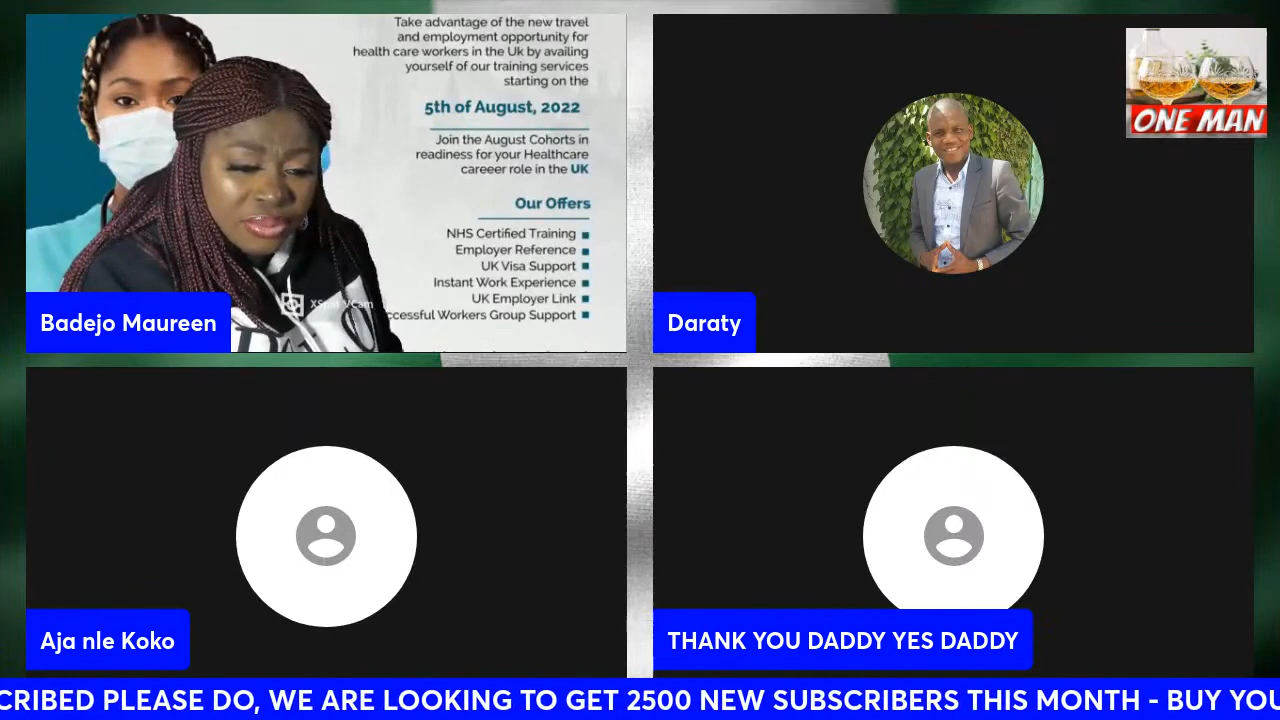 Take advantage of the new travel
and employment opportunity for
health care workers in the Uk by availing
yourself of our training services
starting on the
5th of August, 2022
Join the August Cohorts in
readiness for your Healthcare
careeer role in the UK
Our Offers
NHS Certified Training
Employer Reference
UK Visa Support
Instant Work Experience
UK Employer Link
ccessful Workers Group Support
Badejo Maureen
ONE MAN
Daraty
Aja nle Koko
THANK YOU DADDY YES DADDY
CRIBED PLEASE DO, WE ARE LOOKING TO GET 2500 NEW SUBSCRIBERS THIS MONTH - BUY YOU